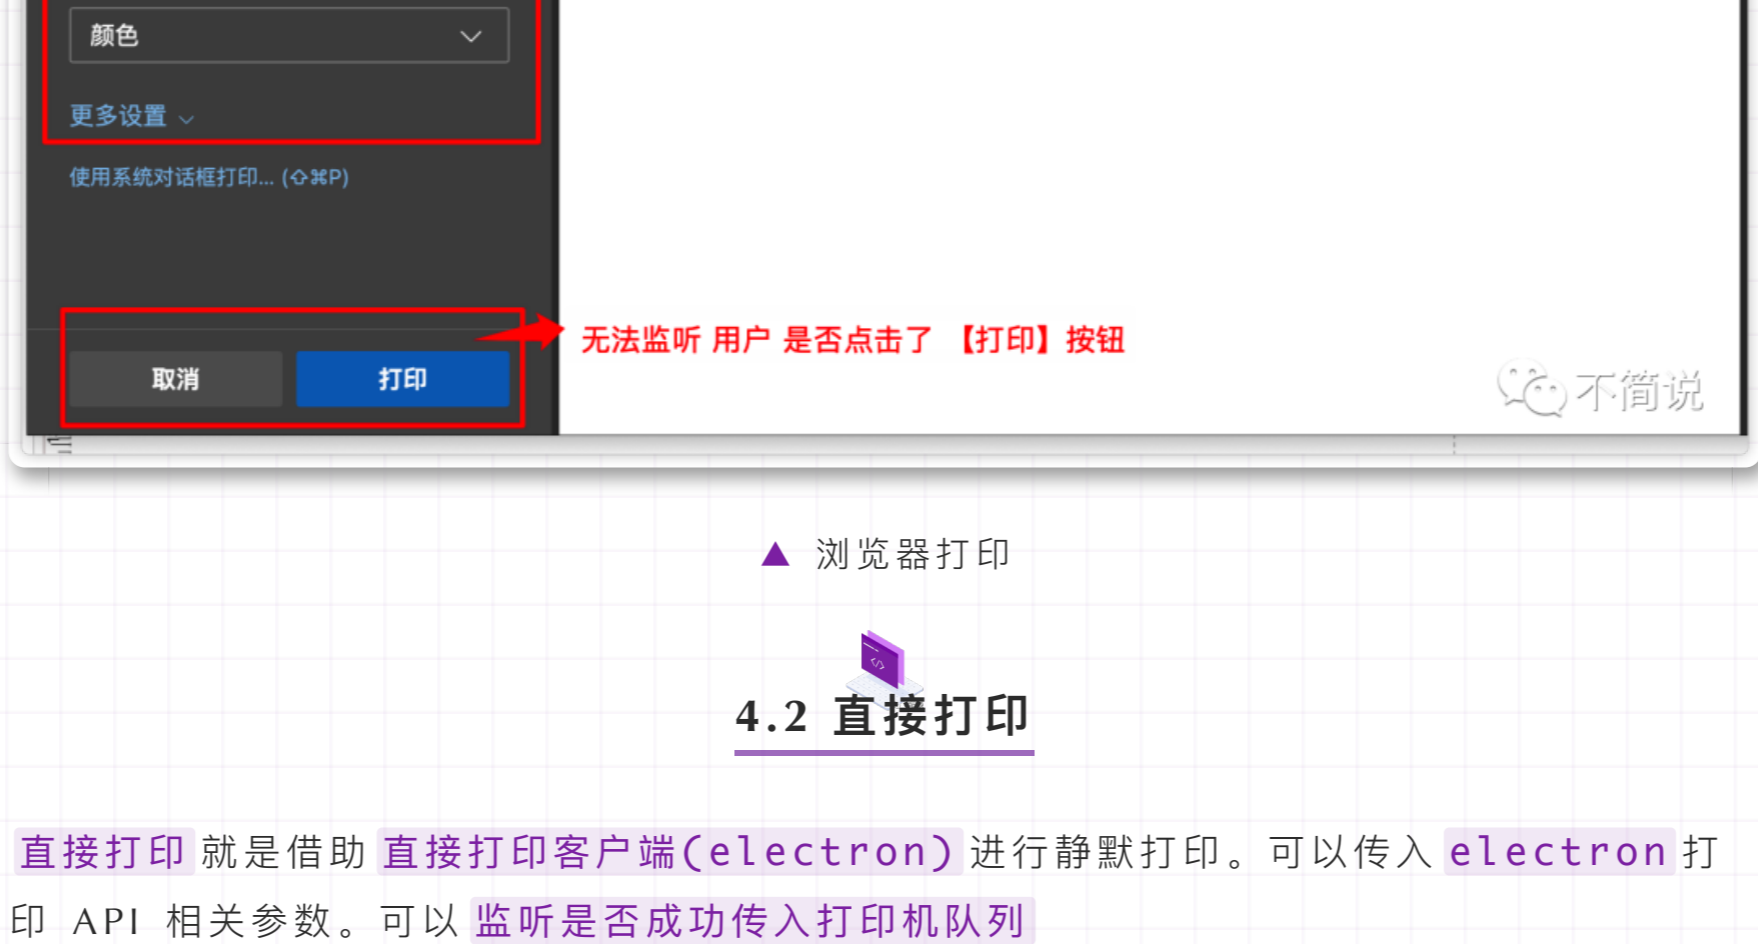 颜色
更多设置
使用系统对话框打印... (⇧⌘P)
无法监听 用户 是否点击了 【打印】按钮
取消 打印
不简说
▲ 浏览器打印
4.2 直接打印
直接打印就是借助直接打印客户端(electron)进行静默打印。可以传入electron打
印 API 相关参数。可以监听是否成功传入打印机队列